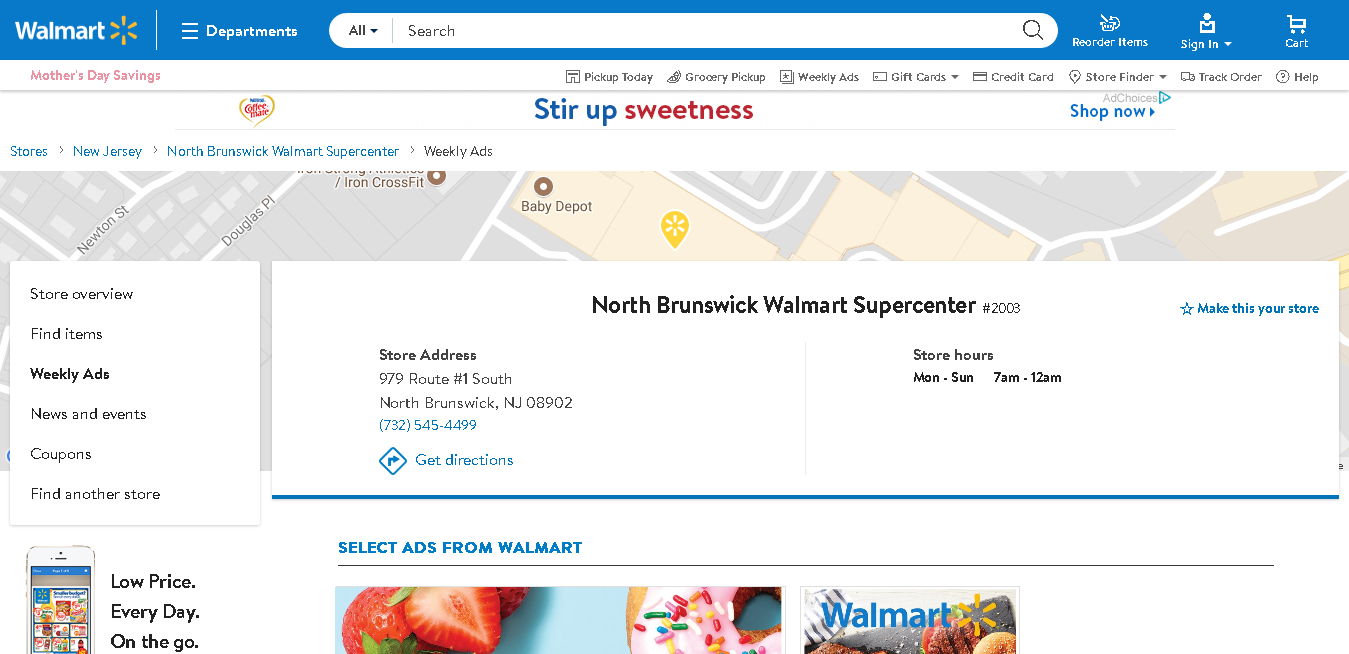 Walmart
Departments
All
Search
Reorder Items
Sign In
Cart
Mother's Day Savings
Pickup Today
Grocery Pickup
Weekly Ads
Gift Cards
Credit Card
Store Finder
Track Order
Help
Nestlé
Coffee mate
Stir up sweetness
AdChoices
Shop now
Stores
New Jersey
North Brunswick Walmart Supercenter
Weekly Ads
Iron Strong Athletics
/ Iron CrossFit
Baby Depot
Newton St
Douglas Pl
Store overview
Find items
Weekly Ads
News and events
Coupons
Find another store
North Brunswick Walmart Supercenter #2003
Make this your store
Store Address
979 Route #1 South
North Brunswick, NJ 08902
(732) 545-4499
Get directions
Store hours
Mon - Sun 7am - 12am
SELECT ADS FROM WALMART
Low Price.
Every Day.
On the go.
Walmart